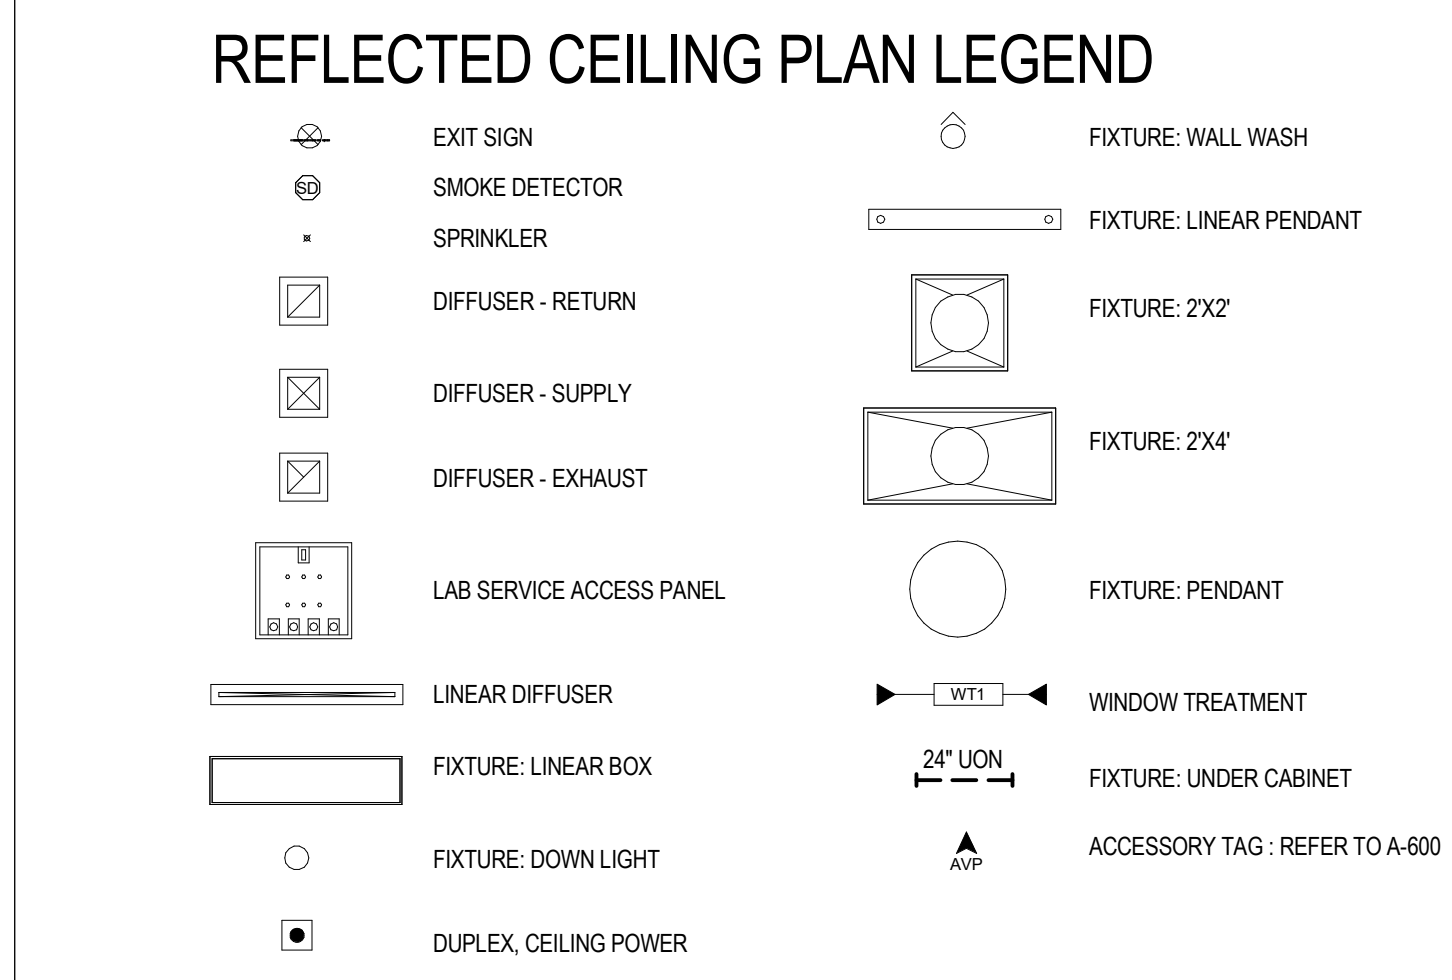 REFLECTED CEILING PLAN LEGEND
EXIT SIGN
SD
SMOKE DETECTOR
SPRINKLER
DIFFUSER - RETURN
DIFFUSER - SUPPLY
DIFFUSER - EXHAUST
LAB SERVICE ACCESS PANEL
LINEAR DIFFUSER
FIXTURE: LINEAR BOX
FIXTURE: DOWN LIGHT
DUPLEX, CEILING POWER
FIXTURE: WALL WASH
FIXTURE: LINEAR PENDANT
FIXTURE: 2'X2'
FIXTURE: 2'X4'
FIXTURE: PENDANT
WT1
WINDOW TREATMENT
24" UON
FIXTURE: UNDER CABINET
AVP
ACCESSORY TAG : REFER TO A-600